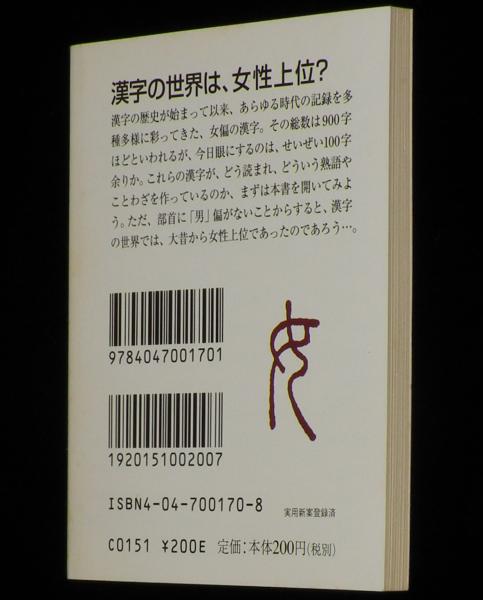 漢字の世界は、女性上位?
漢字の歴史が始まって以来、あらゆる時代の記録を多
種多様に彩ってきた、女偏の漢字。その総数は900字
ほどといわれるが、今日眼にするのは、せいぜい100字
余りか。これらの漢字が、どう読まれ、どういう熟語や
ことわざを作っているのか、まずは本書を開いてみよ
う。ただ、部首に「男」偏がないことからすると、漢字
の世界では、大昔から女性上位であったのであろう…。
9784047001701
女
1920151002007
ISBN4-04-700170-8
実用新案登録済
C0151 ¥200E 定価:本体200円(税別)